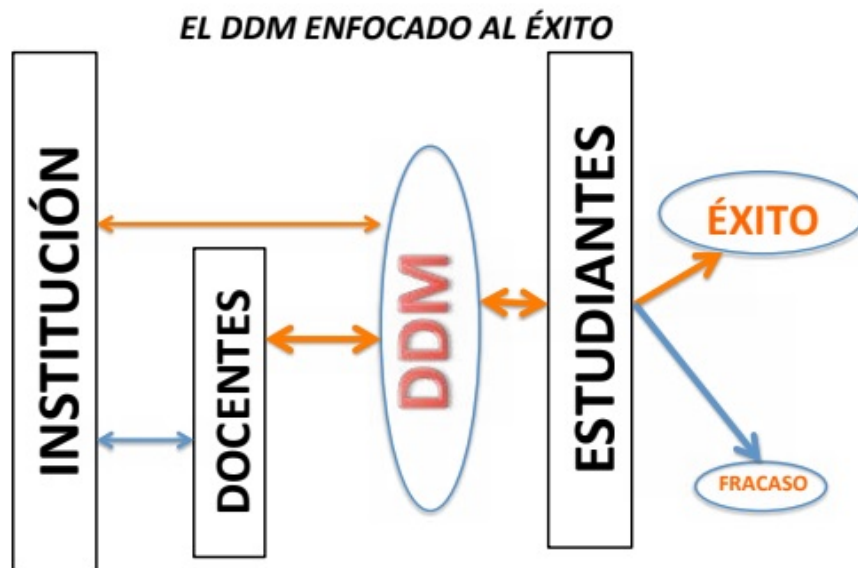 EL DDM ENFOCADO AL ÉXITO
INSTITUCIÓN
DOCENTES
DDM
ESTUDIANTES
ÉXITO
FRACASO